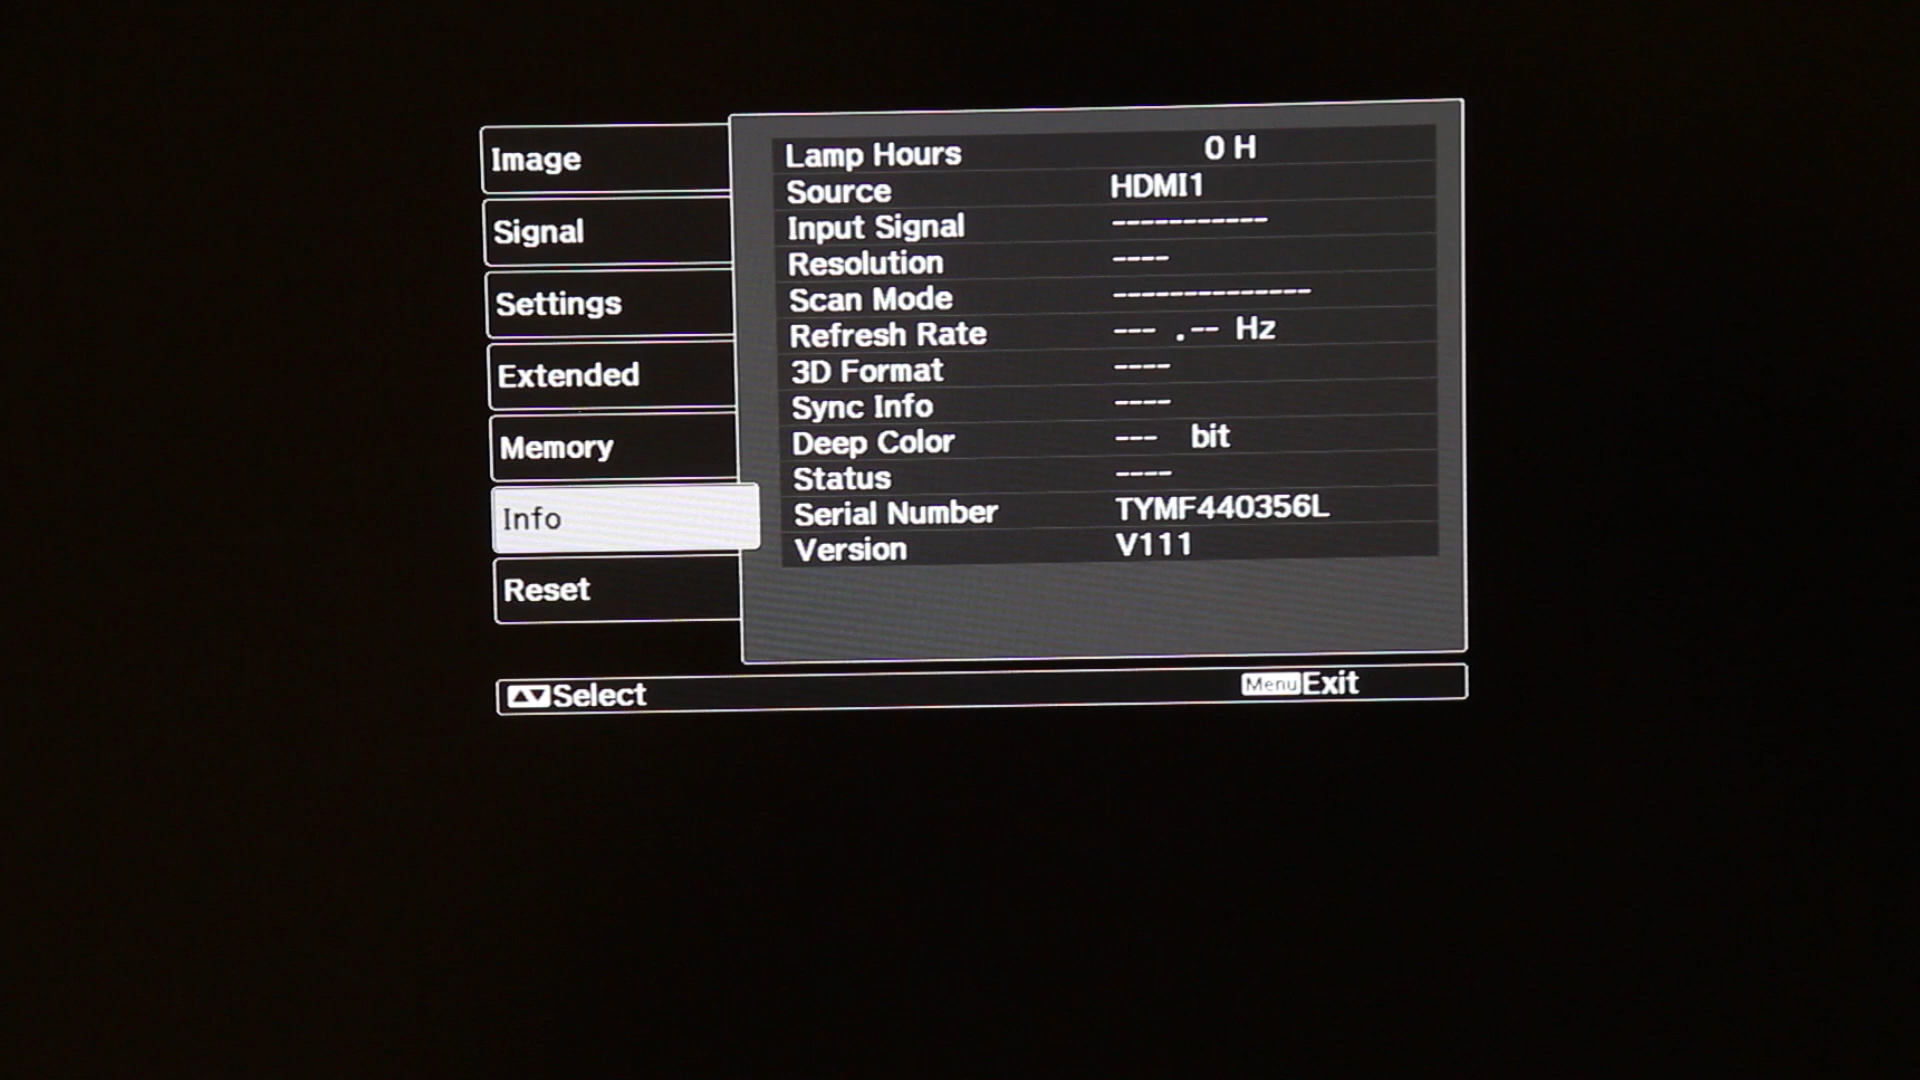 Image
Signal
Settings
Extended
Memory
Info
Reset
Lamp Hours 0 H
Source HDMI1
Input Signal -----------
Resolution ----
Scan Mode --------------
Refresh Rate --- .-- Hz
3D Format ----
Sync Info ----
Deep Color --- bit
Status ----
Serial Number TYMF440356L
Version V111
Select
Menu Exit